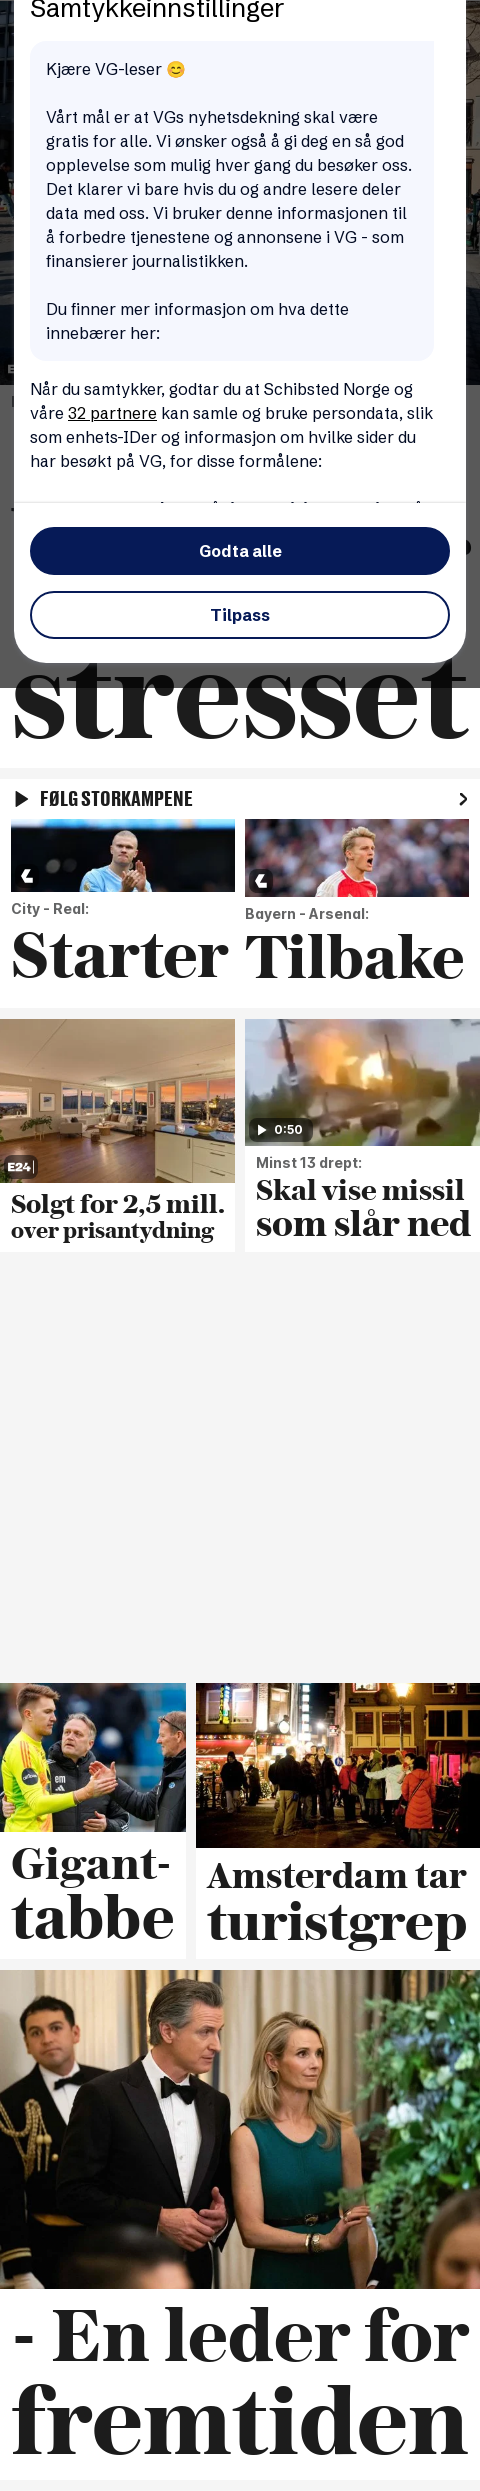 Samtykkeinnstillinger
Kjære VG-leser 😊
Vårt mål er at VGs nyhetsdekning skal være
gratis for alle. Vi ønsker også å gi deg en så god
opplevelse som mulig hver gang du besøker oss.
Det klarer vi bare hvis du og andre lesere deler
data med oss. Vi bruker denne informasjonen til
å forbedre tjenestene og annonsene i VG - som
finansierer journalistikken.
Du finner mer informasjon om hva dette
innebærer her:
Når du samtykker, godtar du at Schibsted Norge og
våre 32 partnere kan samle og bruke persondata, slik
som enhets-IDer og informasjon om hvilke sider du
har besøkt på VG, for disse formålene:
Godta alle
Tilpass
stresset
FØLG STORKAMPENE
City - Real:
Starter
Bayern - Arsenal:
Tilbake
E24
Solgt for 2,5 mill.
over prisantydning
0:50
Minst 13 drept:
Skal vise missil
som slår ned
em
Gigant-
tabbe
Amsterdam tar
turistgrep
- En leder for
fremtiden